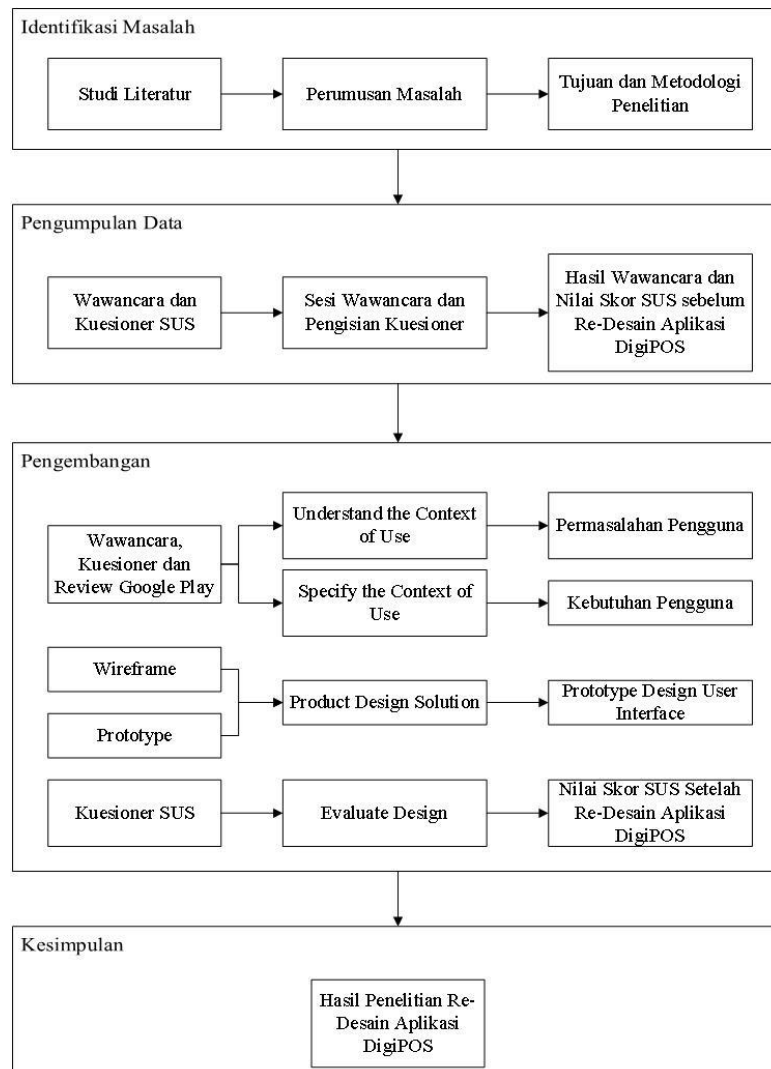 Identifikasi Masalah
Studi Literatur
Perumusan Masalah
Tujuan dan Metodologi
Penelitian
Pengumpulan Data
Wawancara dan
Kuesioner SUS
Sesi Wawancara dan
Pengisian Kuesioner
Hasil Wawancara dan
Nilai Skor SUS sebelum
Re-Desain Aplikasi
DigiPOS
Pengembangan
Wawancara,
Kuesioner dan
Review Google Play
Understand the Context
of Use
Permasalahan Pengguna
Specify the Context of
Use
Kebutuhan Pengguna
Wireframe
Prototype
Product Design Solution
Prototype Design User
Interface
Kuesioner SUS
Evaluate Design
Nilai Skor SUS Setelah
Re-Desain Aplikasi
DigiPOS
Kesimpulan
Hasil Penelitian Re-
Desain Aplikasi
DigiPOS